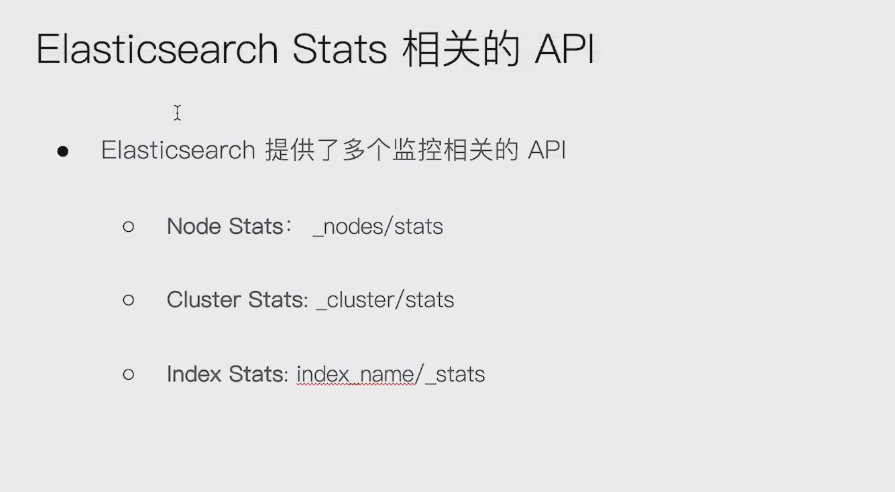 Elasticsearch Stats 相关的 API
● Elasticsearch 提供了多个监控相关的 API
○ Node Stats： _nodes/stats
○ Cluster Stats: _cluster/stats
○ Index Stats: index_name/_stats